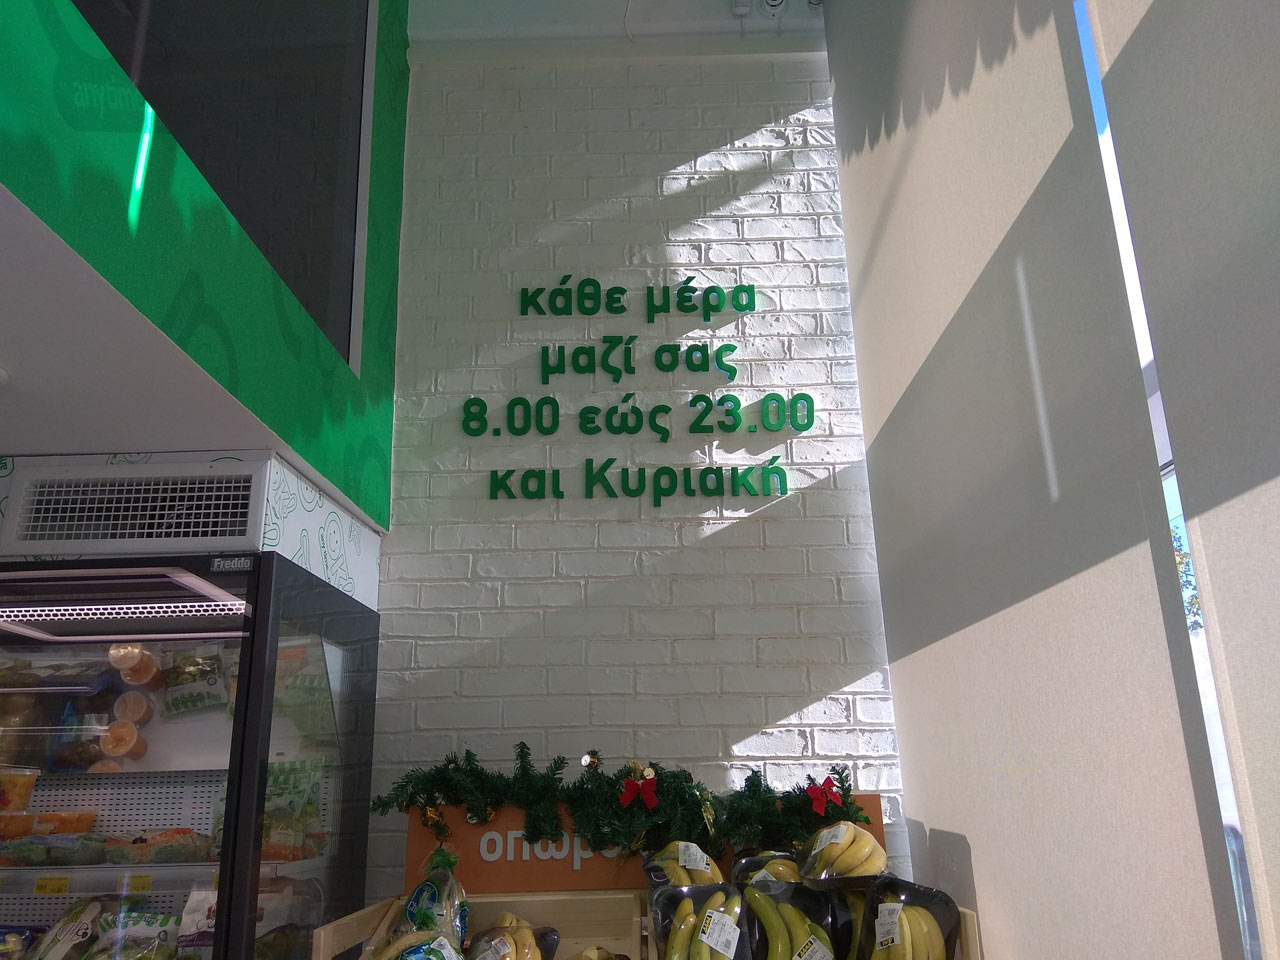 κάθε μέρα
μαζί σας
8.00 εώς 23.00
και Κυριακή
Freddo